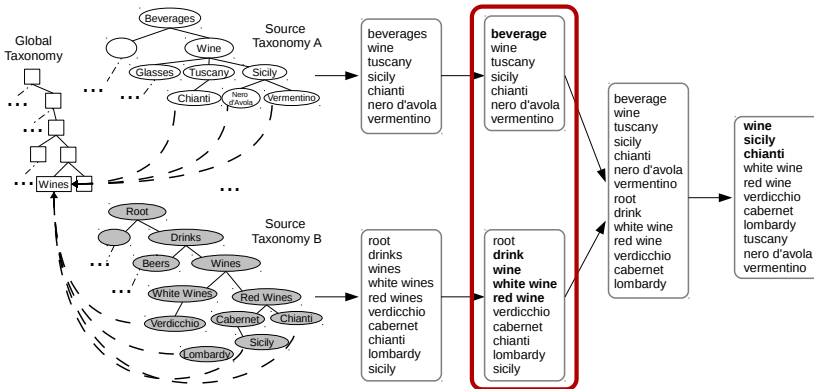 Global
Taxonomy
...
...
...
Wines
Beverages
Wine
Glasses
Tuscany
Sicily
Chianti
Nero
d'Avola
Vermentino
...
Source
Taxonomy A
...
Root
Drinks
Beers
Wines
White Wines
Red Wines
Verdicchio
Cabernet
Chianti
Lombardy
Sicily
...
...
Source
Taxonomy B
beverages
wine
tuscany
sicily
chianti
nero d'avola
vermentino
root
drinks
wines
white wines
red wines
verdicchio
cabernet
chianti
lombardy
sicily
beverage
wine
tuscany
sicily
chianti
nero d'avola
vermentino
root
drink
wine
white wine
red wine
verdicchio
cabernet
chianti
lombardy
sicily
beverage
wine
tuscany
sicily
chianti
nero d'avola
vermentino
root
drink
white wine
red wine
verdicchio
cabernet
lombardy
wine
sicily
chianti
white wine
red wine
verdicchio
cabernet
lombardy
tuscany
nero d'avola
vermentino